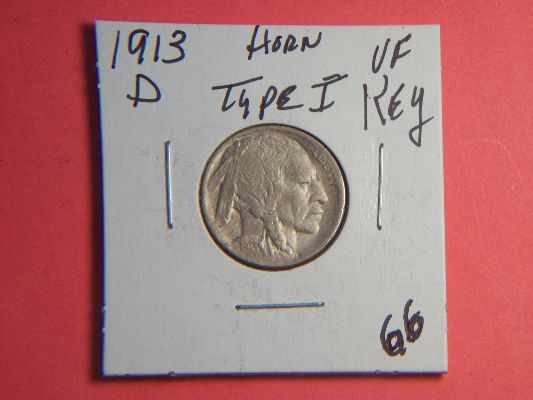 1913 HORN VF
D TYPE I KEY
66